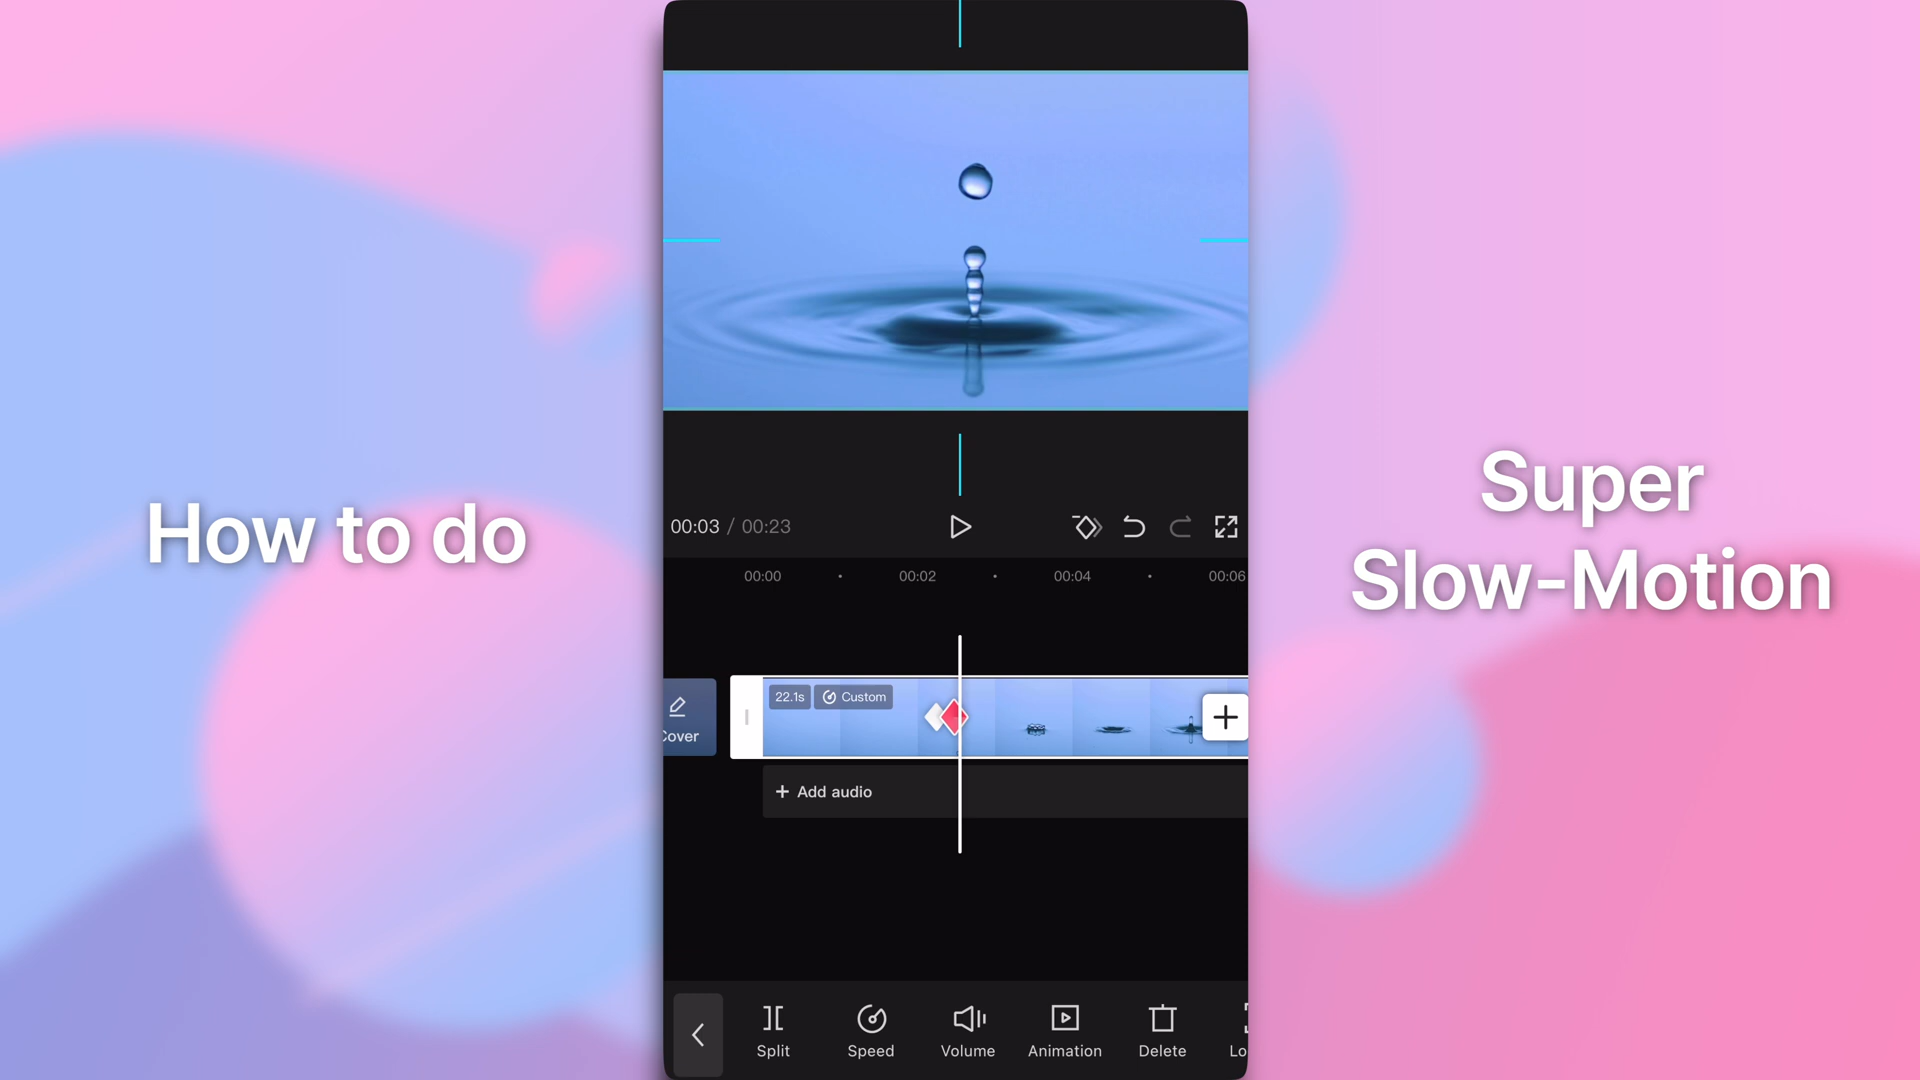 How to do
Super
Slow-Motion
00:03 / 00:23
00:00 · 00:02 · 00:04 · 00:06
22.1s Custom
Cover
+ Add audio
Split Speed Volume Animation Delete Lo